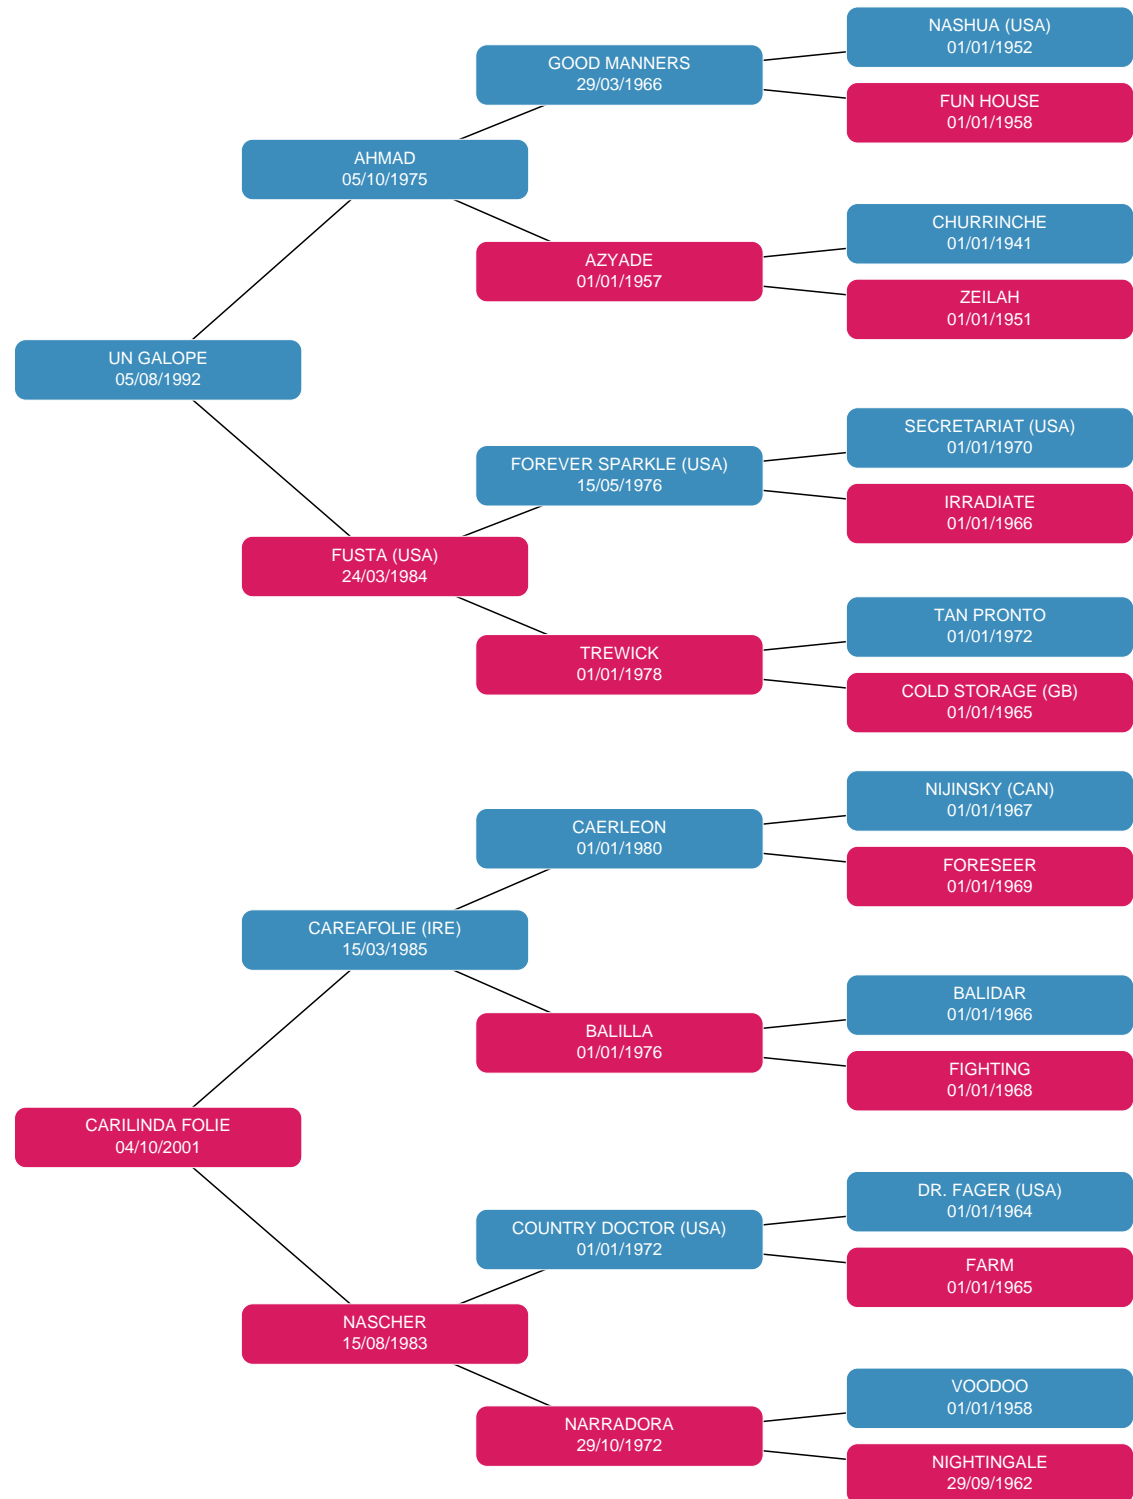 NASHUA (USA)
01/01/1952
GOOD MANNERS
29/03/1966
FUN HOUSE
01/01/1958
AHMAD
05/10/1975
CHURRINCHE
01/01/1941
AZYADE
01/01/1957
ZEILAH
01/01/1951
UN GALOPE
05/08/1992
SECRETARIAT (USA)
01/01/1970
FOREVER SPARKLE (USA)
15/05/1976
IRRADIATE
01/01/1966
FUSTA (USA)
24/03/1984
TAN PRONTO
01/01/1972
TREWICK
01/01/1978
COLD STORAGE (GB)
01/01/1965
NIJINSKY (CAN)
01/01/1967
CAERLEON
01/01/1980
FORESEER
01/01/1969
CAREAFOLIE (IRE)
15/03/1985
BALIDAR
01/01/1966
BALILLA
01/01/1976
FIGHTING
01/01/1968
CARILINDA FOLIE
04/10/2001
DR. FAGER (USA)
01/01/1964
COUNTRY DOCTOR (USA)
01/01/1972
FARM
01/01/1965
NASCHER
15/08/1983
VOODOO
01/01/1958
NARRADORA
29/10/1972
NIGHTINGALE
29/09/1962